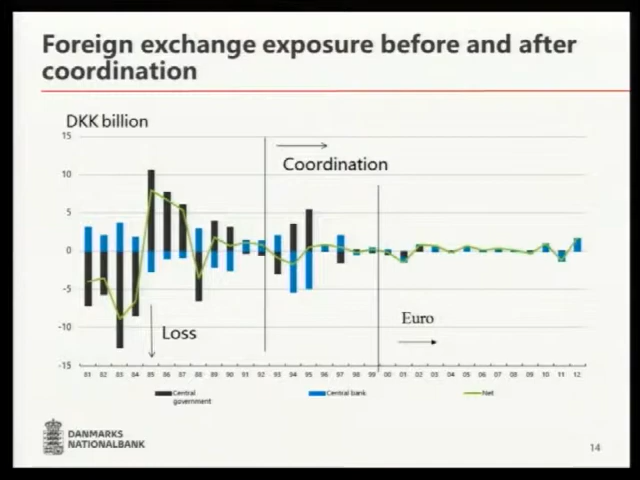 Foreign exchange exposure before and after
coordination
DKK billion
15
10
5
0
-5
-10
-15
Coordination
Loss
Euro
81 82 83 84 85 86 87 88 89 90 91 92 93 94 95 96 97 98 99 00 01 02 03 04 05 06 07 08 09 10 11 12
Central
government
Central bank
Net
DANMARKS
NATIONALBANK
14